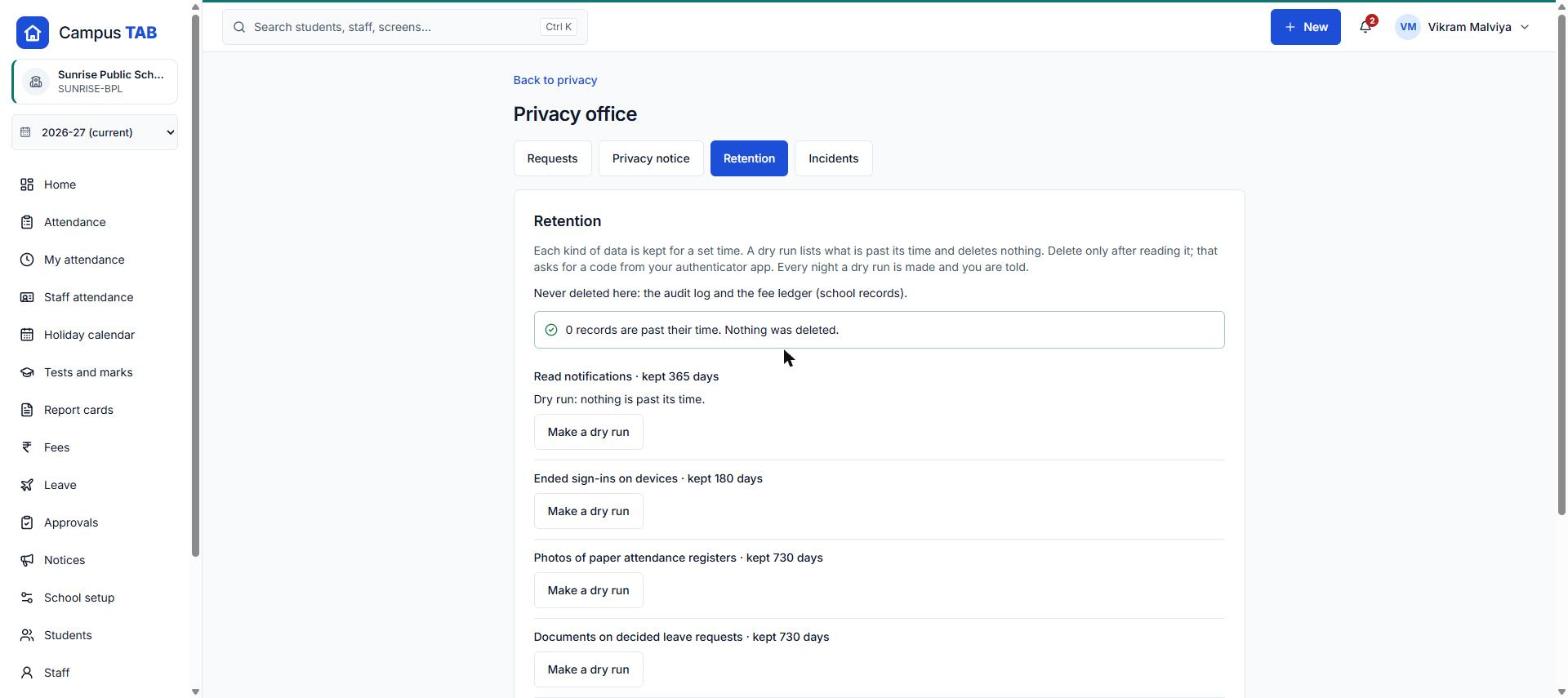 Campus TAB
Search students, staff, screens...
Ctrl K
New
2
VM
Vikram Malviya
Sunrise Public Sch...
SUNRISE-BPL
2026-27 (current)
Home
Attendance
My attendance
Staff attendance
Holiday calendar
Tests and marks
Report cards
Fees
Leave
Approvals
Notices
School setup
Students
Staff
Back to privacy
Privacy office
Requests
Privacy notice
Retention
Incidents
Retention
Each kind of data is kept for a set time. A dry run lists what is past its time and deletes nothing. Delete only after reading it; that
asks for a code from your authenticator app. Every night a dry run is made and you are told.
Never deleted here: the audit log and the fee ledger (school records).
0 records are past their time. Nothing was deleted.
Read notifications · kept 365 days
Dry run: nothing is past its time.
Make a dry run
Ended sign-ins on devices · kept 180 days
Make a dry run
Photos of paper attendance registers · kept 730 days
Make a dry run
Documents on decided leave requests · kept 730 days
Make a dry run